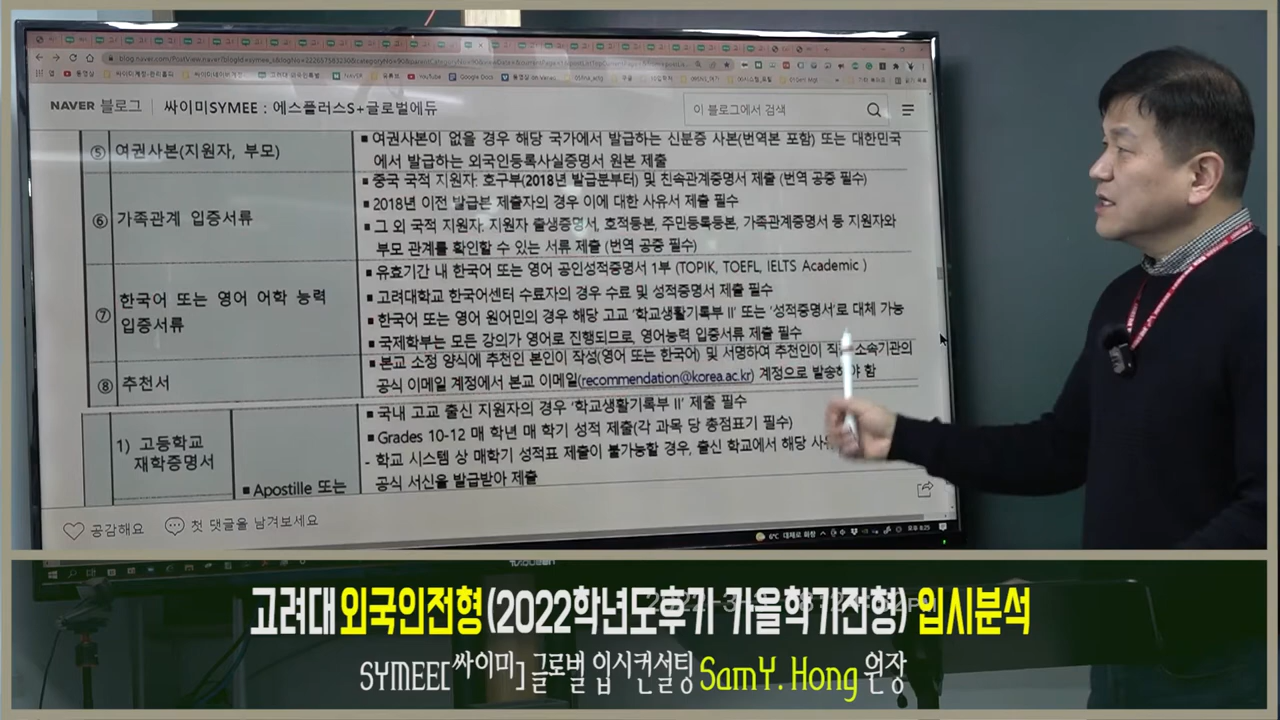 NAVER 블로그 | 싸이미SYMEE : 에스플러스S+글로벌에듀
이 블로그에서 검색
⑤ 여권사본(지원자, 부모)
■ 여권사본이 없을 경우 해당 국가에서 발급하는 신분증 사본(번역본 포함) 또는 대한민국
에서 발급하는 외국인등록사실증명서 원본 제출
⑥ 가족관계 입증서류
■ 중국 국적 지원자: 호구부(2018년 발급분부터) 및 친속관계증명서 제출 (번역 공증 필수)
■ 2018년 이전 발급본 제출자의 경우 이에 대한 사유서 제출 필수
■ 그 외 국적 지원자: 지원자 출생증명서, 호적등본, 주민등록등본, 가족관계증명서 등 지원자와
부모 관계를 확인할 수 있는 서류 제출 (번역 공증 필수)
⑦ 한국어 또는 영어 어학 능력
입증서류
■ 유효기간 내 한국어 또는 영어 공인성적증명서 1부 (TOPIK, TOEFL, IELTS Academic )
■ 고려대학교 한국어센터 수료자의 경우 수료 및 성적증명서 제출 필수
■ 한국어 또는 영어 원어민의 경우 해당 고교 '학교생활기록부 II' 또는 '성적증명서'로 대체 가능
■ 국제학부는 모든 강의가 영어로 진행되므로, 영어능력 입증서류 제출 필수
⑧ 추천서
■ 본교 소정 양식에 추천인 본인이 작성(영어 또는 한국어) 및 서명하여 추천인이 직접 소속기관의
공식 이메일 계정에서 본교 이메일(recommendation@korea.ac.kr) 계정으로 발송해야 함
1) 고등학교
재학증명서
■ Apostille 또는
■ 국내 고교 출신 지원자의 경우 '학교생활기록부 II' 제출 필수
■ Grades 10-12 매 학년 매 학기 성적 제출(각 과목 당 총점표기 필수)
- 학교 시스템 상 매학기 성적표 제출이 불가능할 경우, 출신 학교에서 해당
공식 서신을 발급받아 제출
공감해요 첫 댓글을 남겨보세요
고려대 외국인전형(2022학년도후기 가을학기전형) 입시분석
SYMEE[싸이미] 글로벌 입시컨설팅 Sam Y. Hong 원장